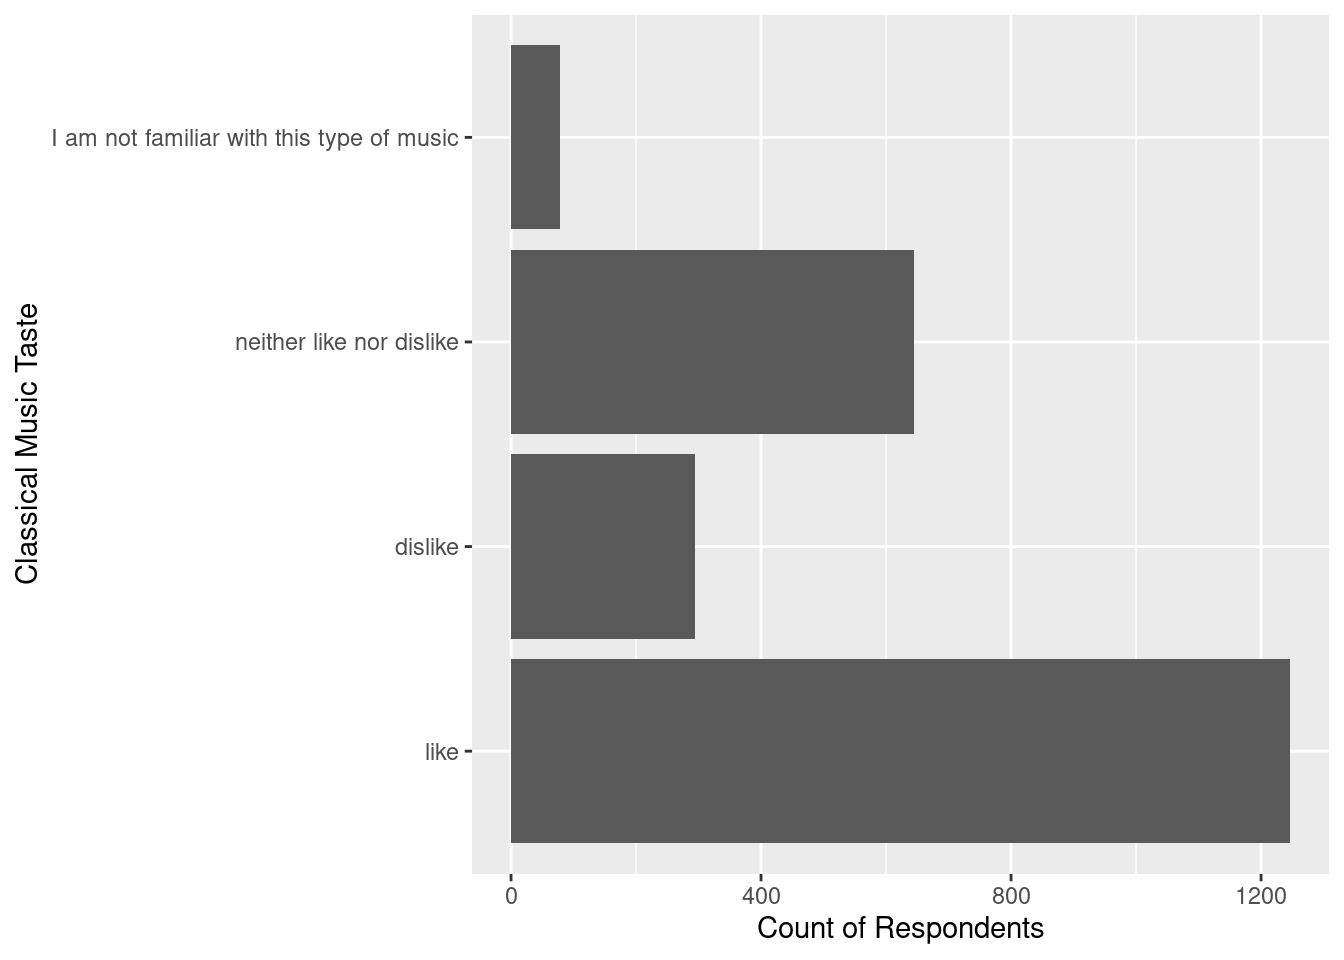 I am not familiar with this type of music
neither like nor dislike
dislike
like
Classical Music Taste
0 400 800 1200
Count of Respondents